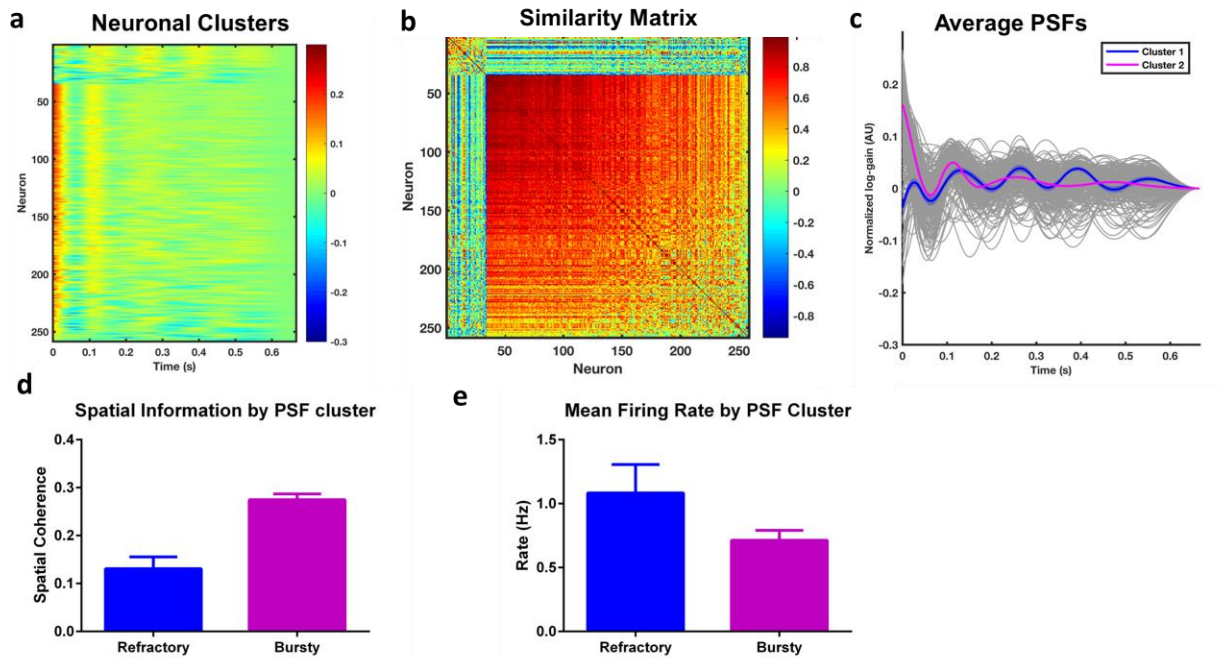 a
Neuronal Clusters
Neuron
50
100
150
200
250
0 0.1 0.2 0.3 0.4 0.5 0.6
Time (s)
0.2
0.1
0
-0.1
-0.2
-0.3
b
Similarity Matrix
Neuron
50
100
150
200
250
50 100 150 200 250
Neuron
0.8
0.6
0.4
0.2
0
-0.2
-0.4
-0.6
-0.8
c
Average PSFs
Cluster 1
Cluster 2
Normalized log-gain (AU)
0.2
0.1
0
-0.1
-0.2
-0.3
0 0.1 0.2 0.3 0.4 0.5 0.6
Time (s)
d
Spatial Information by PSF cluster
Spatial Coherence
0.4
0.3
0.2
0.1
0.0
Refractory Bursty
e
Mean Firing Rate by PSF Cluster
Rate (Hz)
1.5
1.0
0.5
0.0
Refractory Bursty